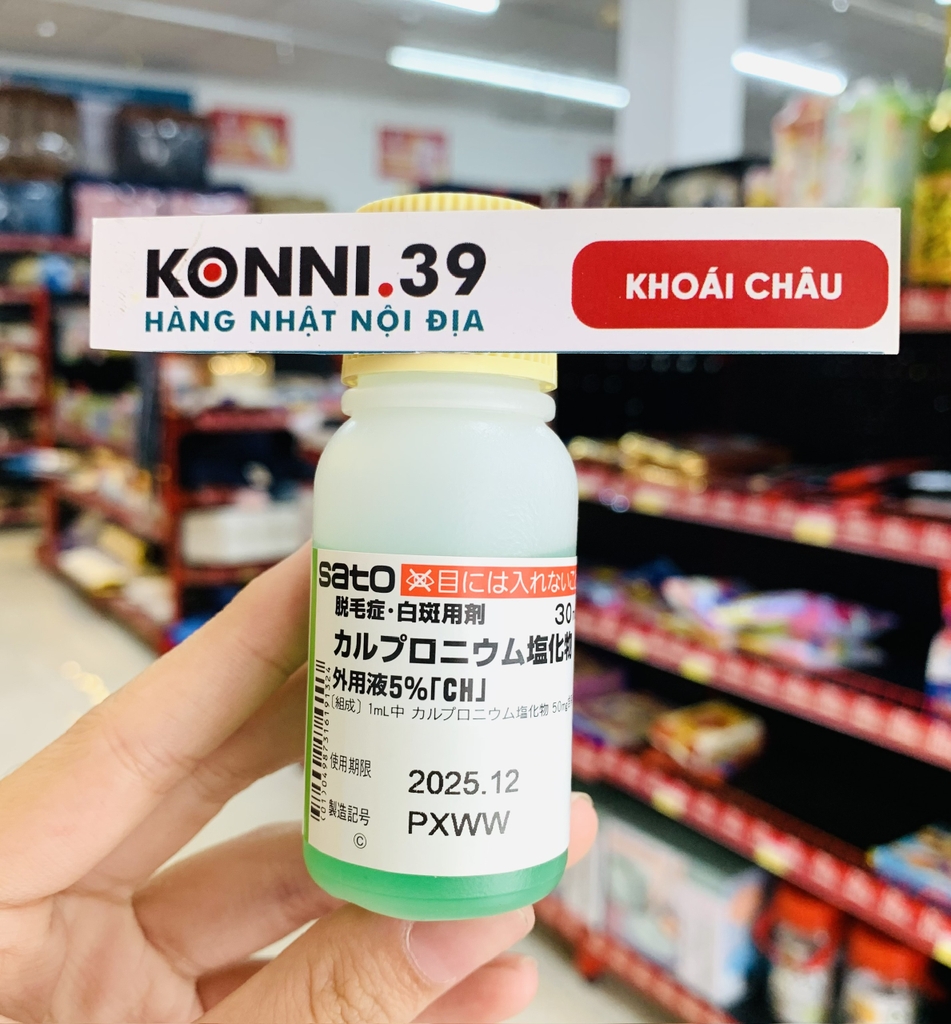 KONNI.39
HÀNG NHẬT NỘI ĐỊA
KHOÁI CHÂU
sato
目には入れない
脱毛症・白斑用剤
30
カルプロニウム塩化物
外用液5%「CH」
〔組成〕1mL中 カルプロニウム塩化物 50mg
使用期限
2025.12
製造記号
PXWW
©
(01)04987316191324